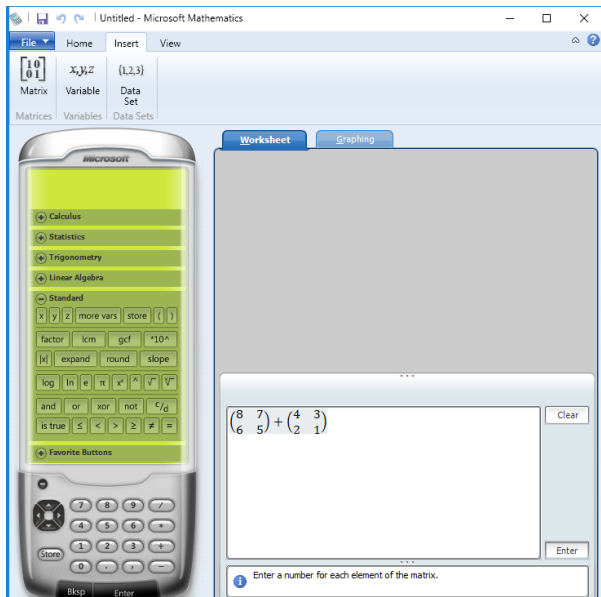 Untitled - Microsoft Mathematics
File Home Insert View
Matrix Variable Data Set
Matrices Variables Data Sets
Worksheet Graphing
Microsoft
Calculus
Statistics
Trigonometry
Linear Algebra
Standard
x y z more vars store ( )
factor lcm gcf *10^
|x| expand round slope
log ln e π x² ^ √ ∛
and or xor not c/d
is true ≤ < > ≥ ≠ =
Favorite Buttons
7 8 9 /
4 5 6 *
1 2 3 +
Store
0 . , −
Bksp Enter
(8 7) + (4 3)
(6 5) (2 1)
Clear
Enter
Enter a number for each element of the matrix.